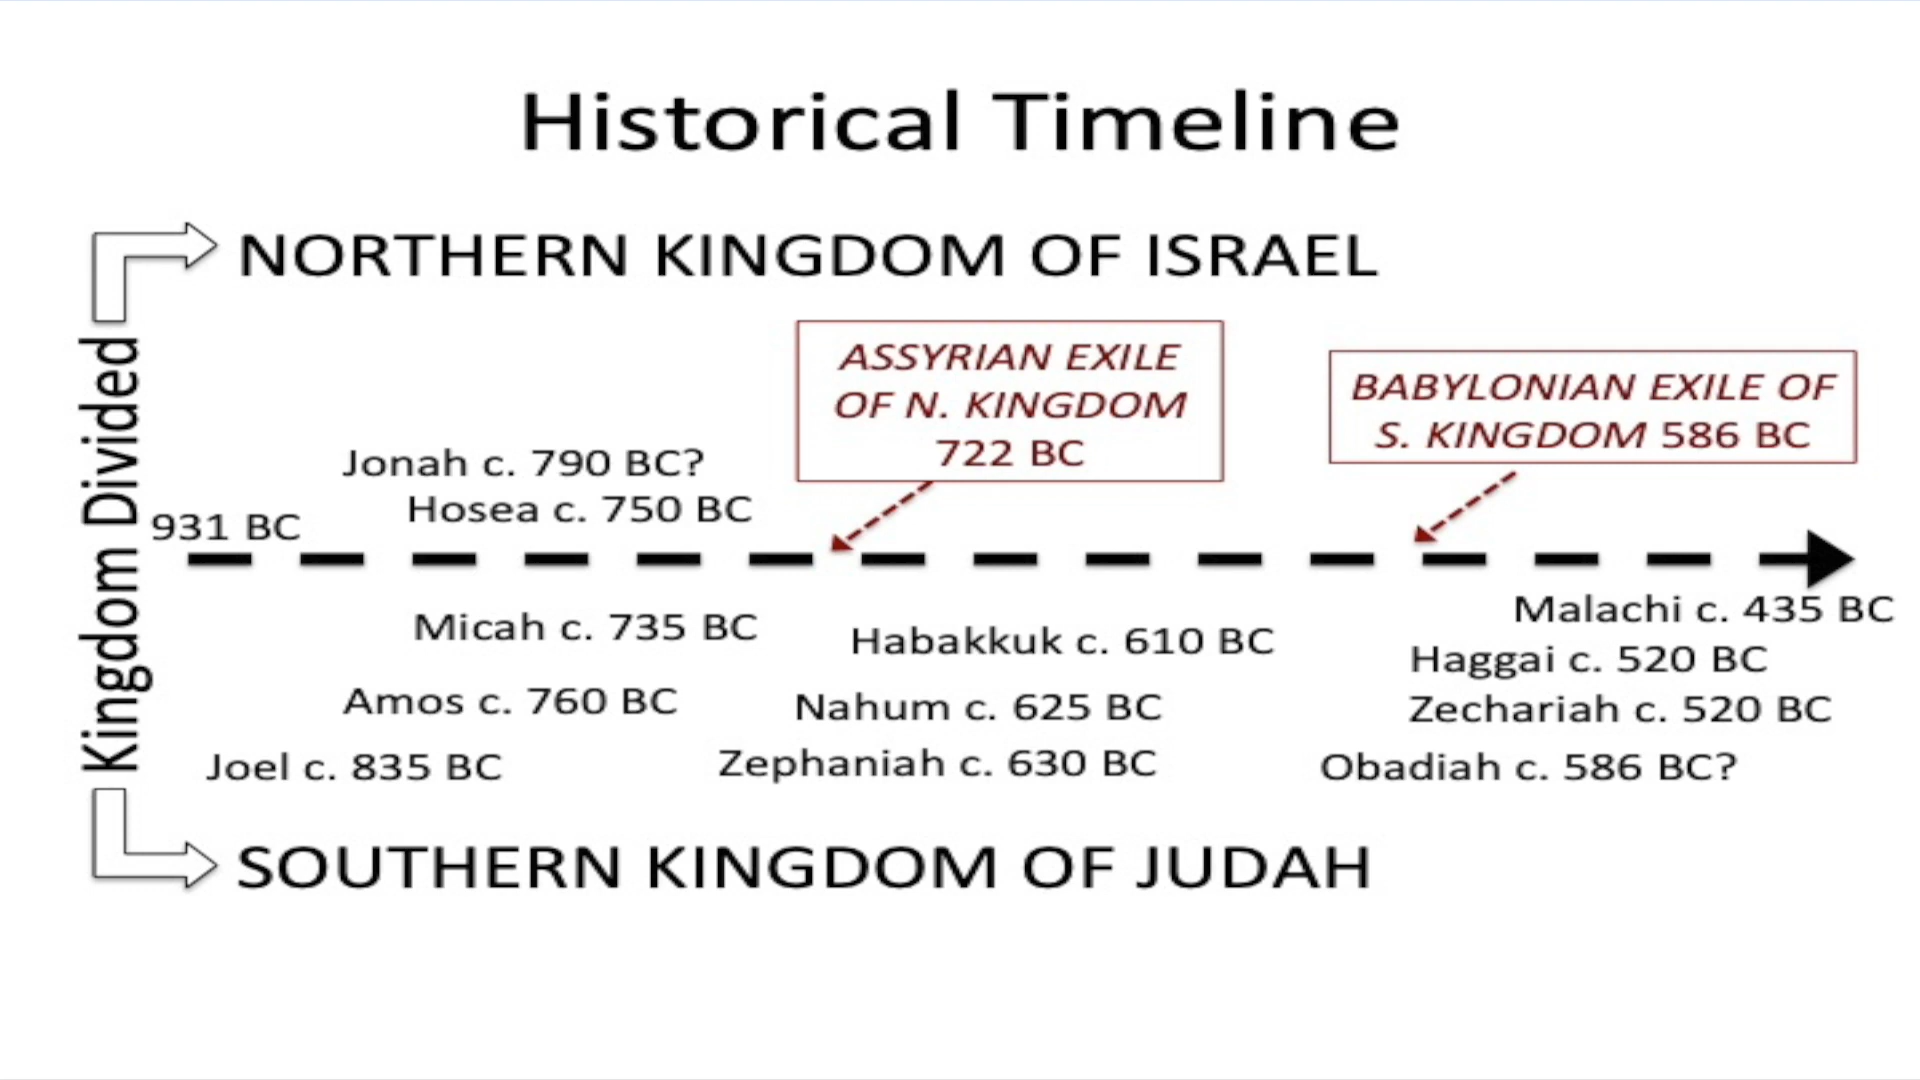 Historical Timeline
NORTHERN KINGDOM OF ISRAEL
Kingdom Divided
ASSYRIAN EXILE
OF N. KINGDOM
722 BC
BABYLONIAN EXILE OF
S. KINGDOM 586 BC
Jonah c. 790 BC?
Hosea c. 750 BC
931 BC
Micah c. 735 BC
Habakkuk c. 610 BC
Malachi c. 435 BC
Haggai c. 520 BC
Amos c. 760 BC
Nahum c. 625 BC
Zechariah c. 520 BC
Joel c. 835 BC
Zephaniah c. 630 BC
Obadiah c. 586 BC?
SOUTHERN KINGDOM OF JUDAH